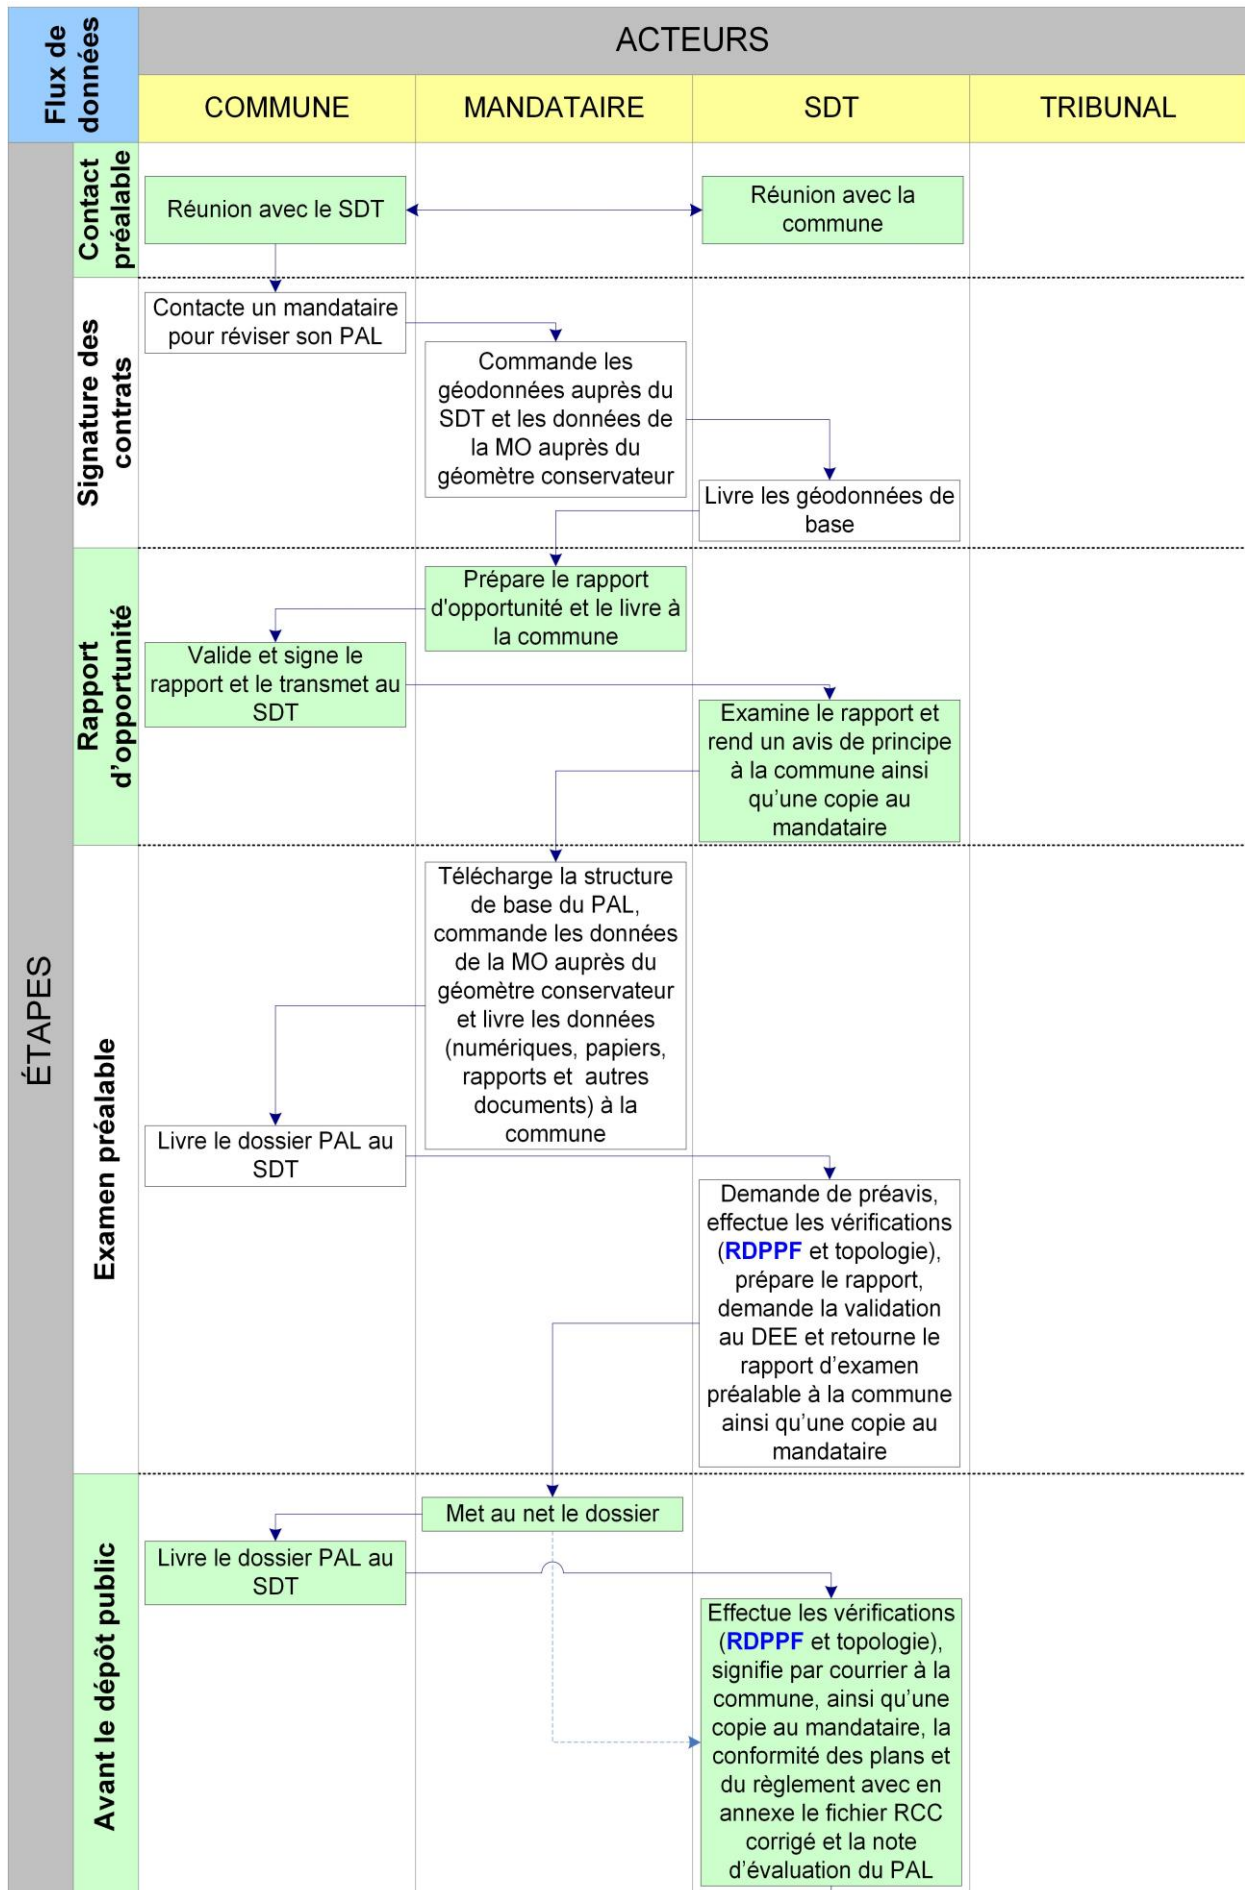 Flux de
données
ACTEURS
COMMUNE
MANDATAIRE
SDT
TRIBUNAL
ÉTAPES
Contact
préalable
Réunion avec le SDT
Réunion avec la
commune
Signature des
contrats
Contacte un mandataire
pour réviser son PAL
Commande les
géodonnées auprès du
SDT et les données de
la MO auprès du
géomètre conservateur
Livre les géodonnées de
base
Rapport
d'opportunité
Prépare le rapport
d'opportunité et le livre à
la commune
Valide et signe le
rapport et le transmet au
SDT
Examine le rapport et
rend un avis de principe
à la commune ainsi
qu'une copie au
mandataire
Examen préalable
Télécharge la structure
de base du PAL,
commande les données
de la MO auprès du
géomètre conservateur
et livre les données
(numériques, papiers,
rapports et autres
documents) à la
commune
Livre le dossier PAL au
SDT
Demande de préavis,
effectue les vérifications
(RDPPF et topologie),
prépare le rapport,
demande la validation
au DEE et retourne le
rapport d'examen
préalable à la commune
ainsi qu'une copie au
mandataire
Avant le dépôt public
Met au net le dossier
Livre le dossier PAL au
SDT
Effectue les vérifications
(RDPPF et topologie),
signifie par courrier à la
commune, ainsi qu'une
copie au mandataire, la
conformité des plans et
du règlement avec en
annexe le fichier RCC
corrigé et la note
d'évaluation du PAL